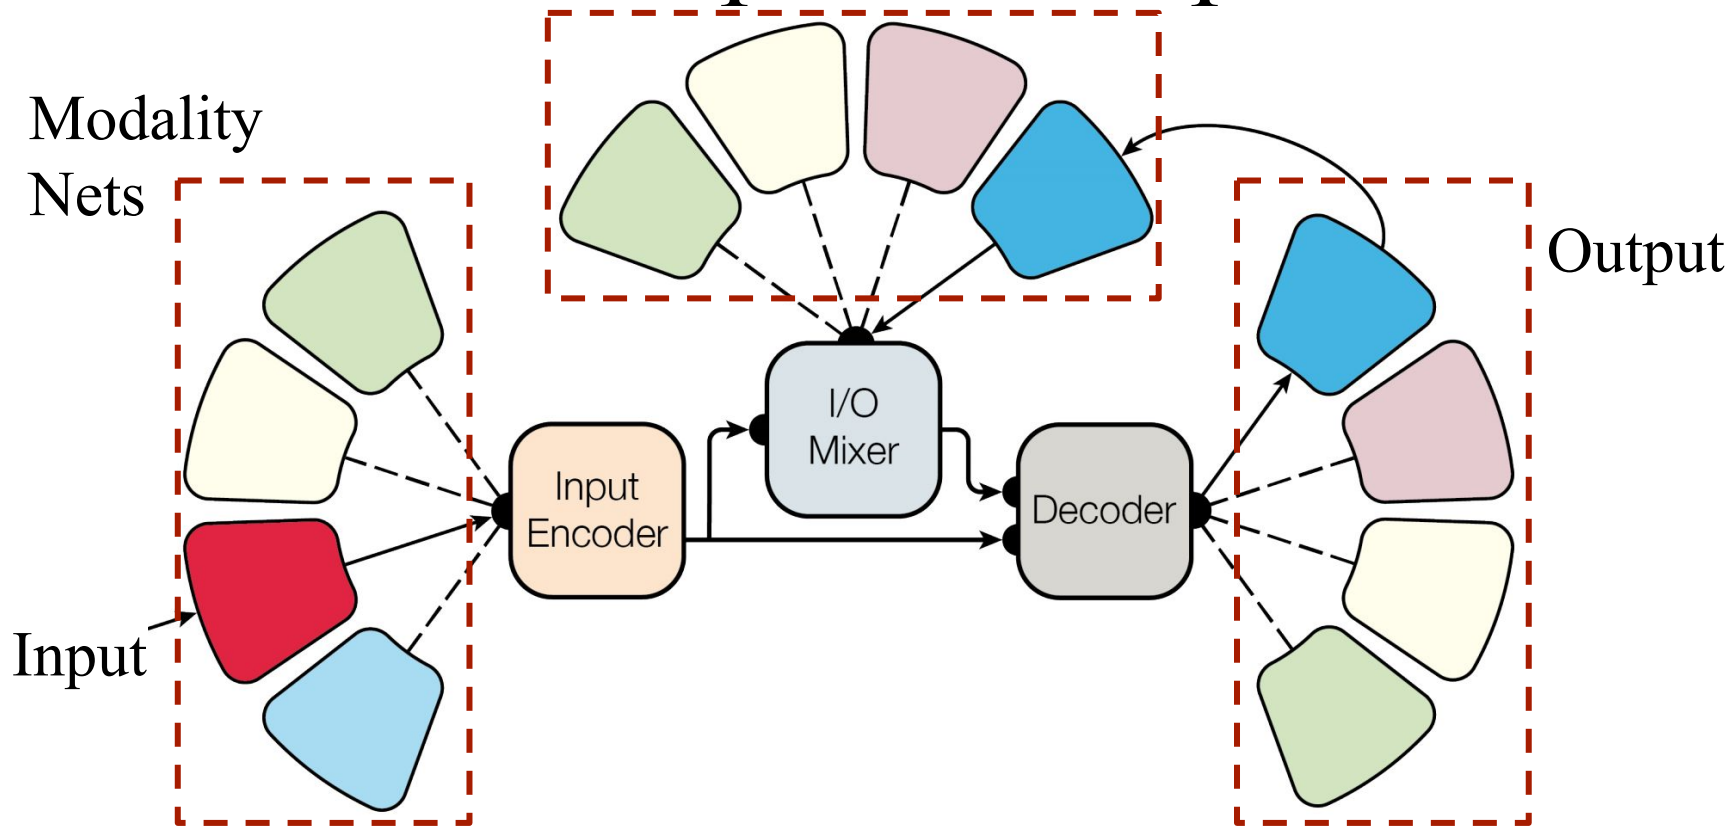 Modality
Nets
Input
Input
Encoder
I/O
Mixer
Decoder
Output